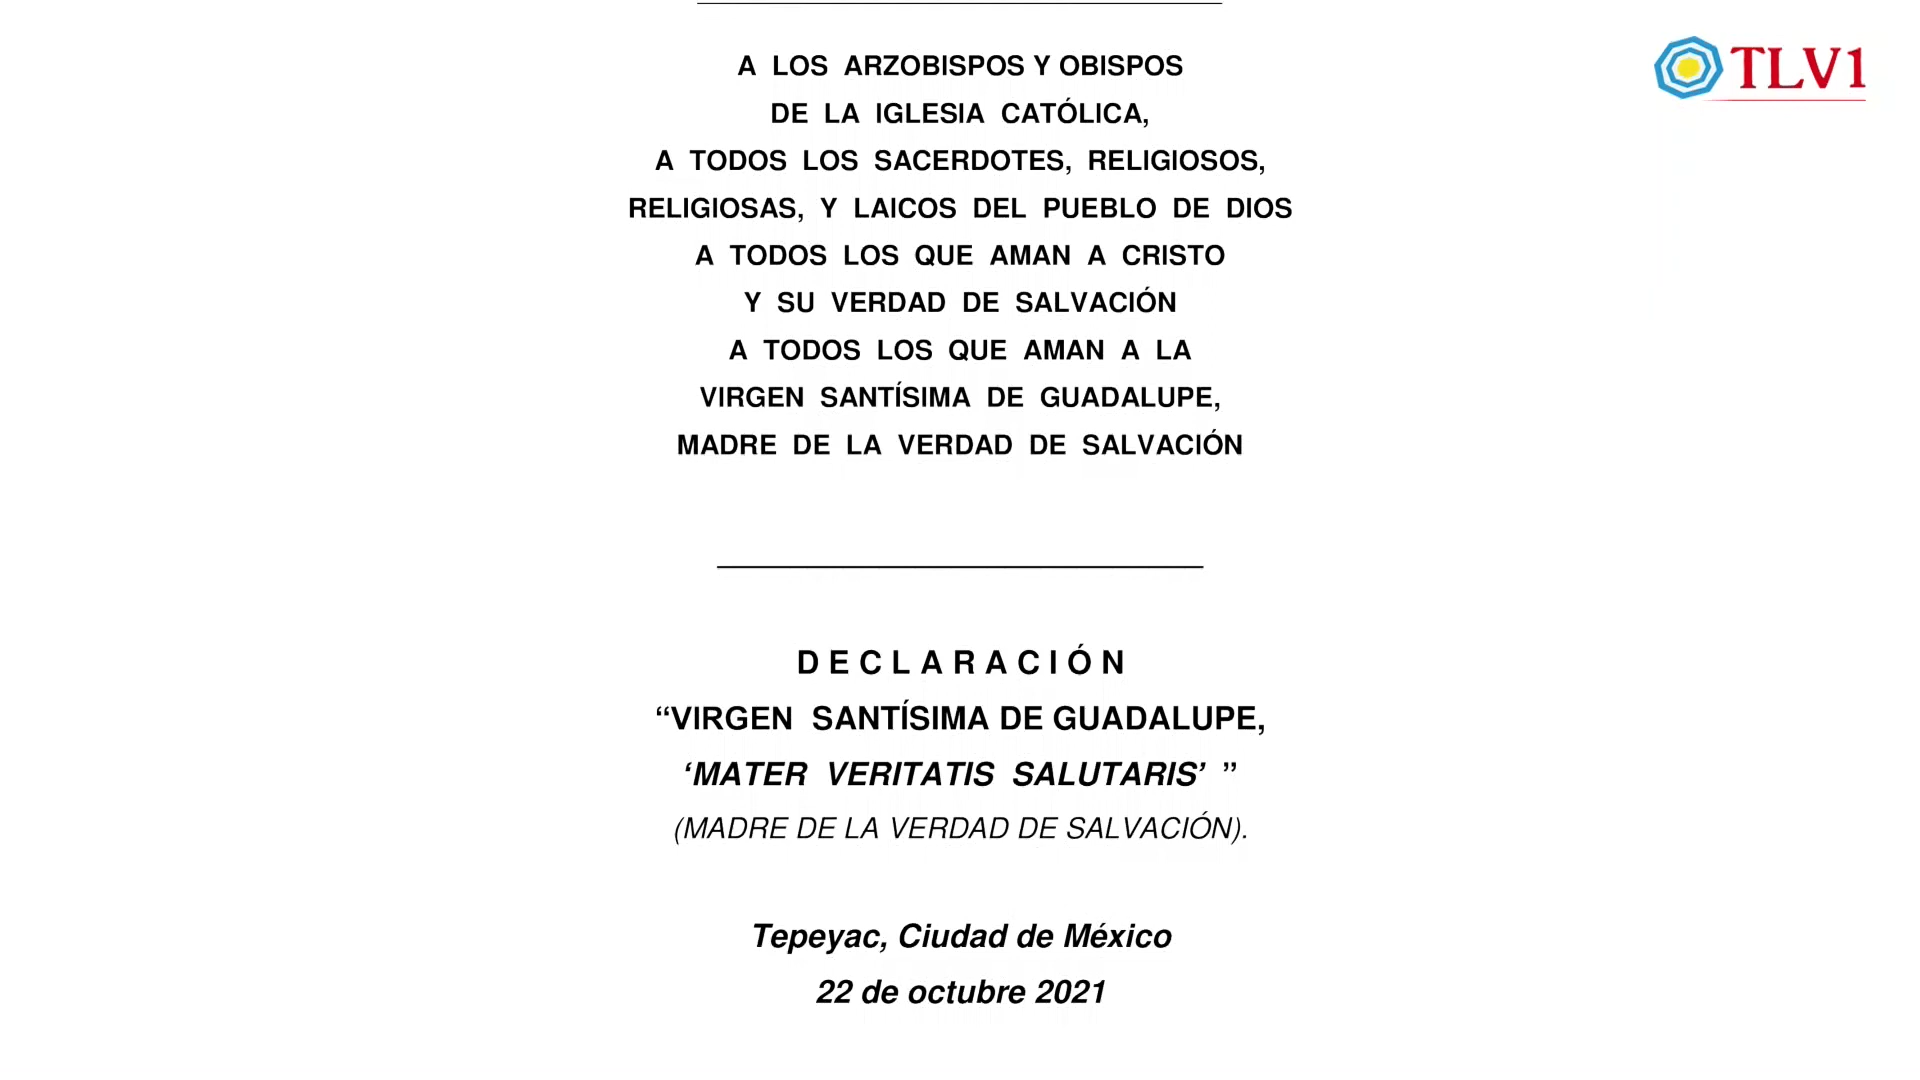 A LOS ARZOBISPOS Y OBISPOS
DE LA IGLESIA CATÓLICA,
A TODOS LOS SACERDOTES, RELIGIOSOS,
RELIGIOSAS, Y LAICOS DEL PUEBLO DE DIOS
A TODOS LOS QUE AMAN A CRISTO
Y SU VERDAD DE SALVACIÓN
A TODOS LOS QUE AMAN A LA
VIRGEN SANTÍSIMA DE GUADALUPE,
MADRE DE LA VERDAD DE SALVACIÓN
D E C L A R A C I Ó N
“VIRGEN SANTÍSIMA DE GUADALUPE,
‘MATER VERITATIS SALUTARIS’ ”
(MADRE DE LA VERDAD DE SALVACIÓN).
Tepeyac, Ciudad de México
22 de octubre 2021
TLV1